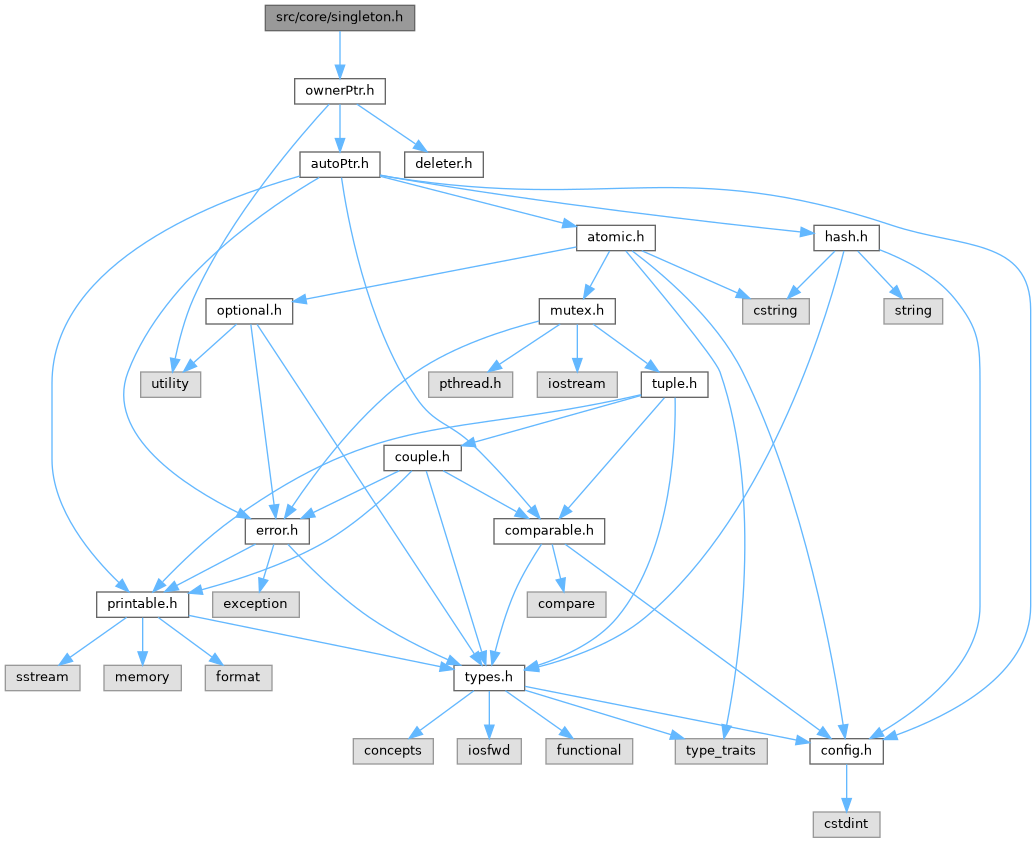 src/core/singleton.h
ownerPtr.h
autoPtr.h
deleter.h
atomic.h
hash.h
optional.h
mutex.h
cstring
string
utility
pthread.h
iostream
tuple.h
couple.h
error.h
comparable.h
printable.h
exception
compare
sstream
memory
format
types.h
concepts
iosfwd
functional
type_traits
config.h
cstdint